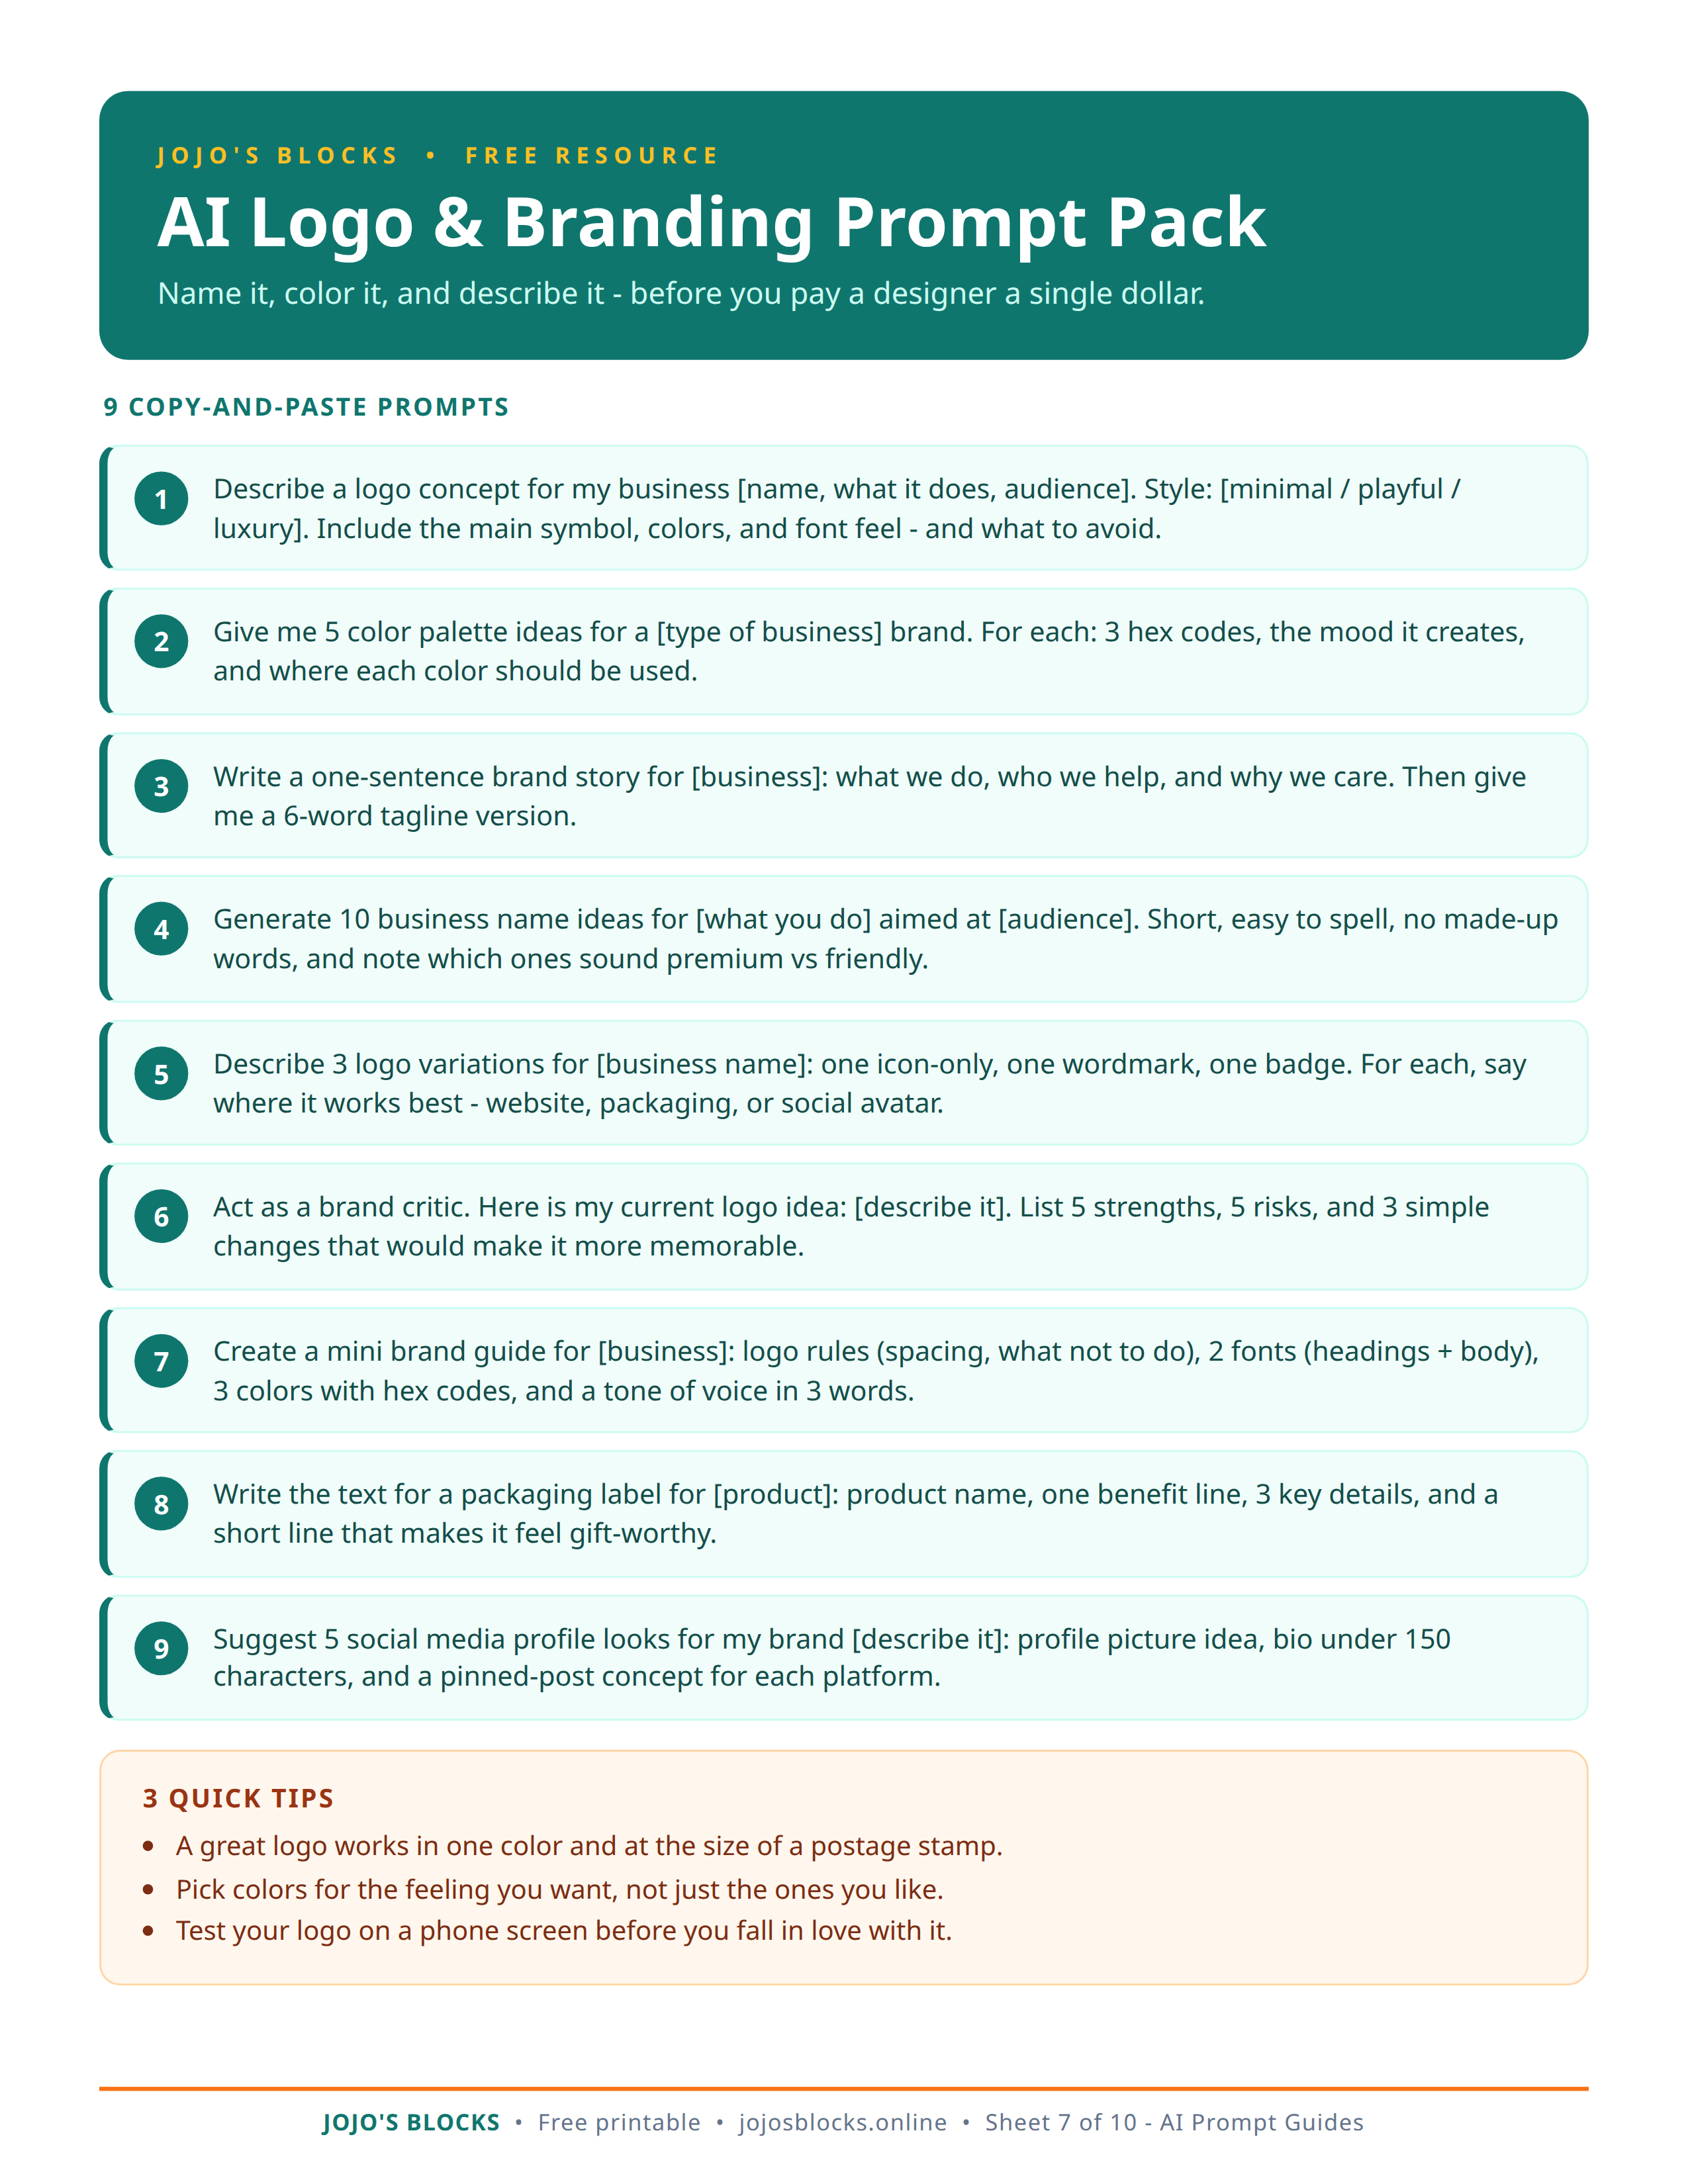 JOJO'S BLOCKS • FREE RESOURCE
AI Logo & Branding Prompt Pack
Name it, color it, and describe it - before you pay a designer a single dollar.
9 COPY-AND-PASTE PROMPTS
1 Describe a logo concept for my business [name, what it does, audience]. Style: [minimal / playful /
luxury]. Include the main symbol, colors, and font feel - and what to avoid.
2 Give me 5 color palette ideas for a [type of business] brand. For each: 3 hex codes, the mood it creates,
and where each color should be used.
3 Write a one-sentence brand story for [business]: what we do, who we help, and why we care. Then give
me a 6-word tagline version.
4 Generate 10 business name ideas for [what you do] aimed at [audience]. Short, easy to spell, no made-up
words, and note which ones sound premium vs friendly.
5 Describe 3 logo variations for [business name]: one icon-only, one wordmark, one badge. For each, say
where it works best - website, packaging, or social avatar.
6 Act as a brand critic. Here is my current logo idea: [describe it]. List 5 strengths, 5 risks, and 3 simple
changes that would make it more memorable.
7 Create a mini brand guide for [business]: logo rules (spacing, what not to do), 2 fonts (headings + body),
3 colors with hex codes, and a tone of voice in 3 words.
8 Write the text for a packaging label for [product]: product name, one benefit line, 3 key details, and a
short line that makes it feel gift-worthy.
9 Suggest 5 social media profile looks for my brand [describe it]: profile picture idea, bio under 150
characters, and a pinned-post concept for each platform.
3 QUICK TIPS
• A great logo works in one color and at the size of a postage stamp.
• Pick colors for the feeling you want, not just the ones you like.
• Test your logo on a phone screen before you fall in love with it.
JOJO'S BLOCKS • Free printable • jojosblocks.online • Sheet 7 of 10 - AI Prompt Guides